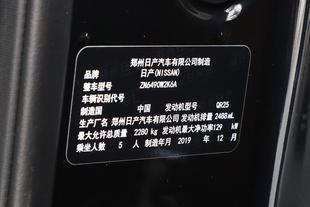 郑州日产汽车有限公司制造
品牌 日产(NISSAN)
整车型号 ZN6490W2K6A
车辆识别代号
制造国 中国 发动机型号 QR25
生产厂名 郑州日产汽车有限公司 发动机排量 2488mL
最大允许总质量 2280 kg 发动机最大净功率 129 kW
乘坐人数 5 人 制造年月 2019 年 12 月